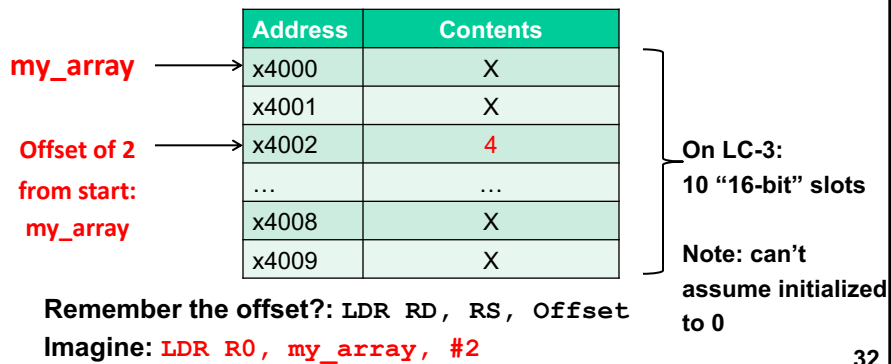 Address Contents
my_array x4000 X
x4001 X
Offset of 2 x4002 4
from start: … …
my_array x4008 X
x4009 X
On LC-3:
10 “16-bit” slots
Note: can’t
assume initialized
to 0
Remember the offset?: LDR RD, RS, Offset
Imagine: LDR R0, my_array, #2
32